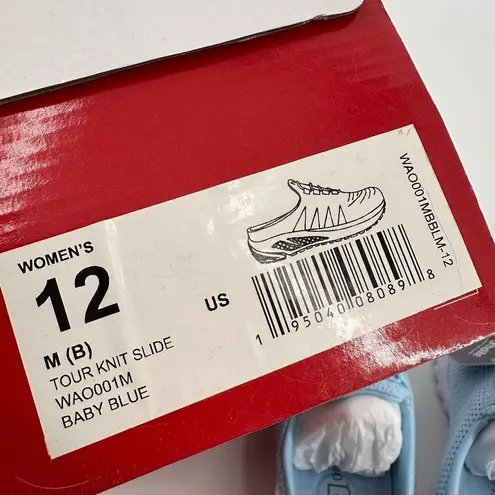 WOMEN'S
12
US
M (B)
TOUR KNIT SLIDE
WAO001M
BABY BLUE
1 95040 08089 8
WAO001MBBLM-12